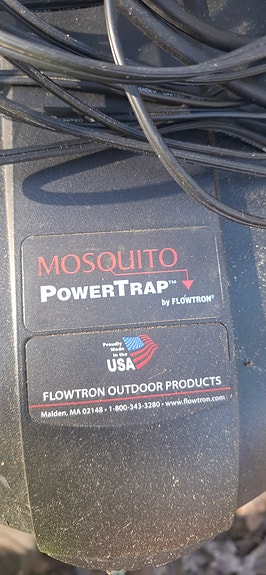 MOSQUITO
POWERTRAP™
by FLOWTRON®
Proudly
Made
in the
USA
FLOWTRON OUTDOOR PRODUCTS
Malden, MA 02148 • 1-800-343-3280 • www.flowtron.com